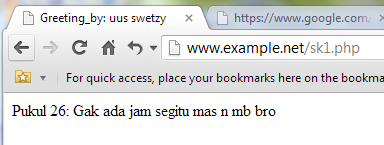 Greeting_by: uus swetzy
https://www.google.com
www.example.net/sk1.php
For quick access, place your bookmarks here on the bookmark
Pukul 26: Gak ada jam segitu mas n mb bro